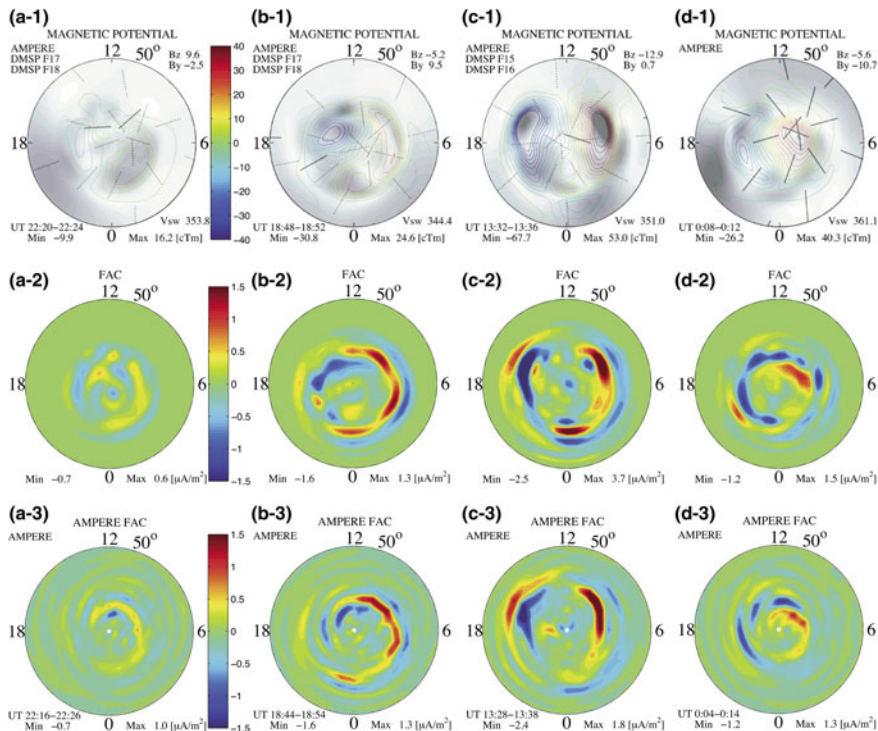 (a-1) (b-1) (c-1) (d-1)
MAGNETIC POTENTIAL MAGNETIC POTENTIAL MAGNETIC POTENTIAL MAGNETIC POTENTIAL
AMPERE 12 50° Bz 9.6 AMPERE 12 50° Bz -5.2 AMPERE 12 50° Bz -12.9 AMPERE 12 50° Bz -5.6
DMSP F17 By -2.5 DMSP F17 By 9.5 DMSP F15 By 0.7 By -10.7
DMSP F18 DMSP F18 DMSP F16
40
30
20
10
0
-10
-20
-30
-40
18 6 18 6
Vsw 353.8 Vsw 344.4 Vsw 351.0 Vsw 361.1
UT 22:20-22:24 UT 18:48-18:52 UT 13:32-13:36 UT 0:08-0:12
Min -9.9 0 Max 16.2 [cTm] Min -30.8 0 Max 24.6 [cTm] Min -67.7 0 Max 53.0 [cTm] Min -26.2 0 Max 40.3 [cTm]
(a-2) (b-2) (c-2) (d-2)
FAC FAC FAC FAC
12 50° 12 50° 12 50° 12 50°
1.5
1
0.5
0
-0.5
-1
-1.5
18 6 18 6
Min -0.7 0 Max 0.6 [μA/m²] Min -1.6 0 Max 1.3 [μA/m²] Min -2.5 0 Max 3.7 [μA/m²] Min -1.2 0 Max 1.5 [μA/m²]
(a-3) (b-3) (c-3) (d-3)
AMPERE FAC AMPERE FAC AMPERE FAC AMPERE FAC
AMPERE 12 50° AMPERE 12 50° AMPERE 12 50° AMPERE 12 50°
1.5
1
0.5
0
-0.5
-1
-1.5
18 6 18 6
UT 22:16-22:26 UT 18:44-18:54 UT 13:28-13:38 UT 0:04-0:14
Min -0.7 0 Max 1.0 [μA/m²] Min -1.6 0 Max 1.3 [μA/m²] Min -2.4 0 Max 1.8 [μA/m²] Min -1.2 0 Max 1.3 [μA/m²]